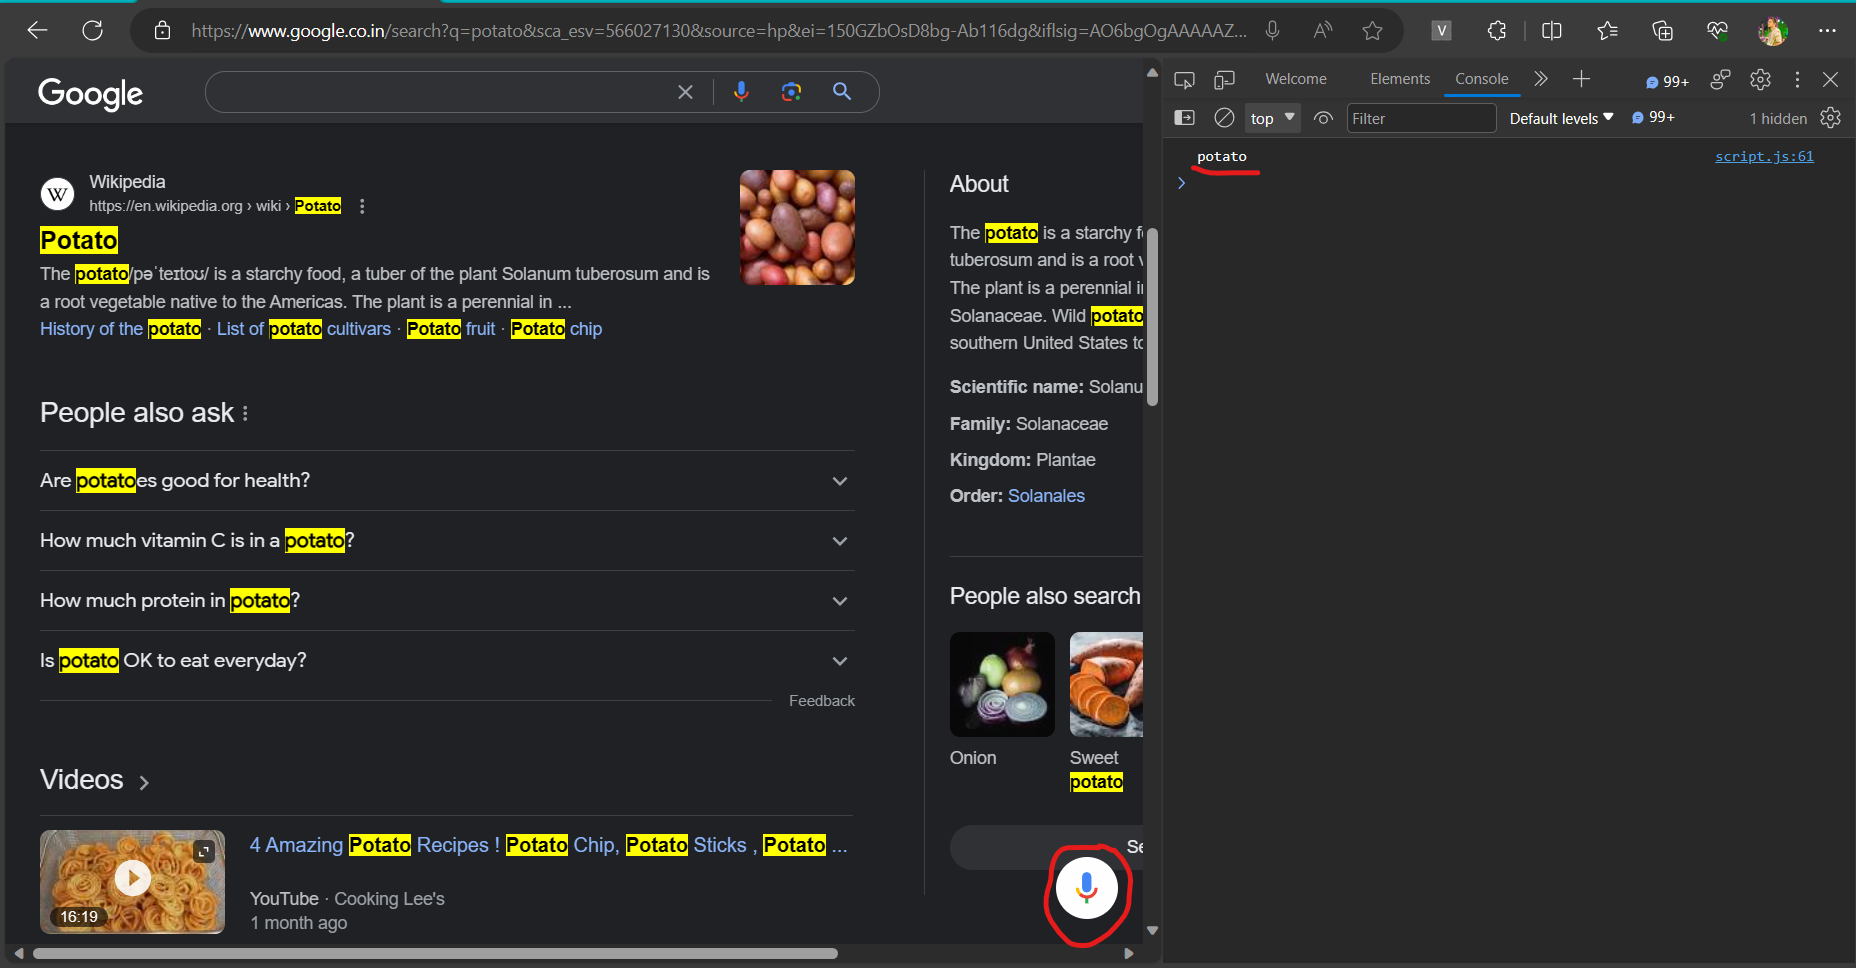 https://www.google.co.in/search?q=potato&sca_esv=566027130&source=hp&ei=150GZbOsD8bg-Ab116dg&iflsig=AO6bgOgAAAAAZ...
V
Google
Wikipedia
https://en.wikipedia.org › wiki › Potato
W
Potato
The potato/pəˈteɪtoʊ/ is a starchy food, a tuber of the plant Solanum tuberosum and is
a root vegetable native to the Americas. The plant is a perennial in ...
History of the potato · List of potato cultivars · Potato fruit · Potato chip
People also ask
Are potatoes good for health?
How much vitamin C is in a potato?
How much protein in potato?
Is potato OK to eat everyday?
Feedback
Videos
16:19
4 Amazing Potato Recipes ! Potato Chip, Potato Sticks , Potato ...
YouTube · Cooking Lee's
1 month ago
About
The potato is a starchy f
tuberosum and is a root v
The plant is a perennial i
Solanaceae. Wild potato
southern United States to
Scientific name: Solanu
Family: Solanaceae
Kingdom: Plantae
Order: Solanales
People also search
Onion
Sweet
potato
Se
Welcome Elements Console 99+
top Filter Default levels 99+ 1 hidden
potato script.js:61